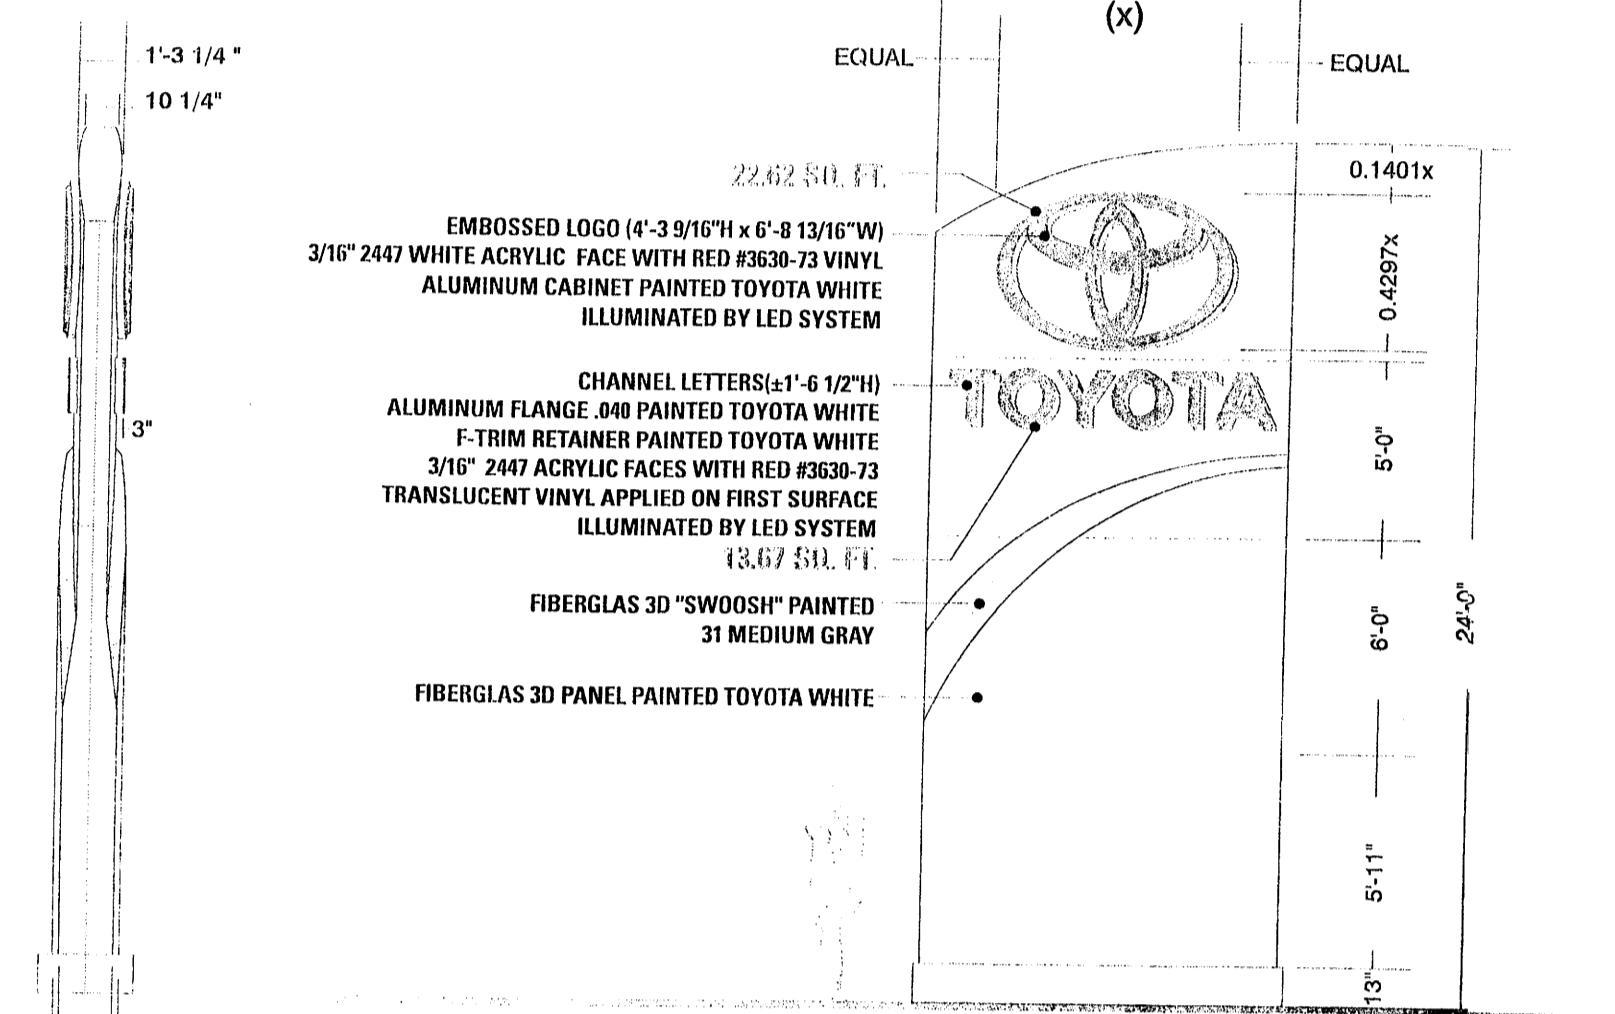 (x)
1'-3 1/4 "
EQUAL
EQUAL
10 1/4"
0.1401x
22.62 SQ. FT.
EMBOSSED LOGO (4'-3 9/16"H x 6'-8 13/16"W)
3/16" 2447 WHITE ACRYLIC FACE WITH RED #3630-73 VINYL
ALUMINUM CABINET PAINTED TOYOTA WHITE
ILLUMINATED BY LED SYSTEM
0.4297x
CHANNEL LETTERS(±1'-6 1/2"H)
ALUMINUM FLANGE .040 PAINTED TOYOTA WHITE
F-TRIM RETAINER PAINTED TOYOTA WHITE
3/16" 2447 ACRYLIC FACES WITH RED #3630-73
TRANSLUCENT VINYL APPLIED ON FIRST SURFACE
ILLUMINATED BY LED SYSTEM
13.67 SQ. FT.
TOYOTA
3"
5'-0"
FIBERGLAS 3D "SWOOSH" PAINTED
31 MEDIUM GRAY
6'-0"
24'-0"
FIBERGLAS 3D PANEL PAINTED TOYOTA WHITE
5'-11"
13"